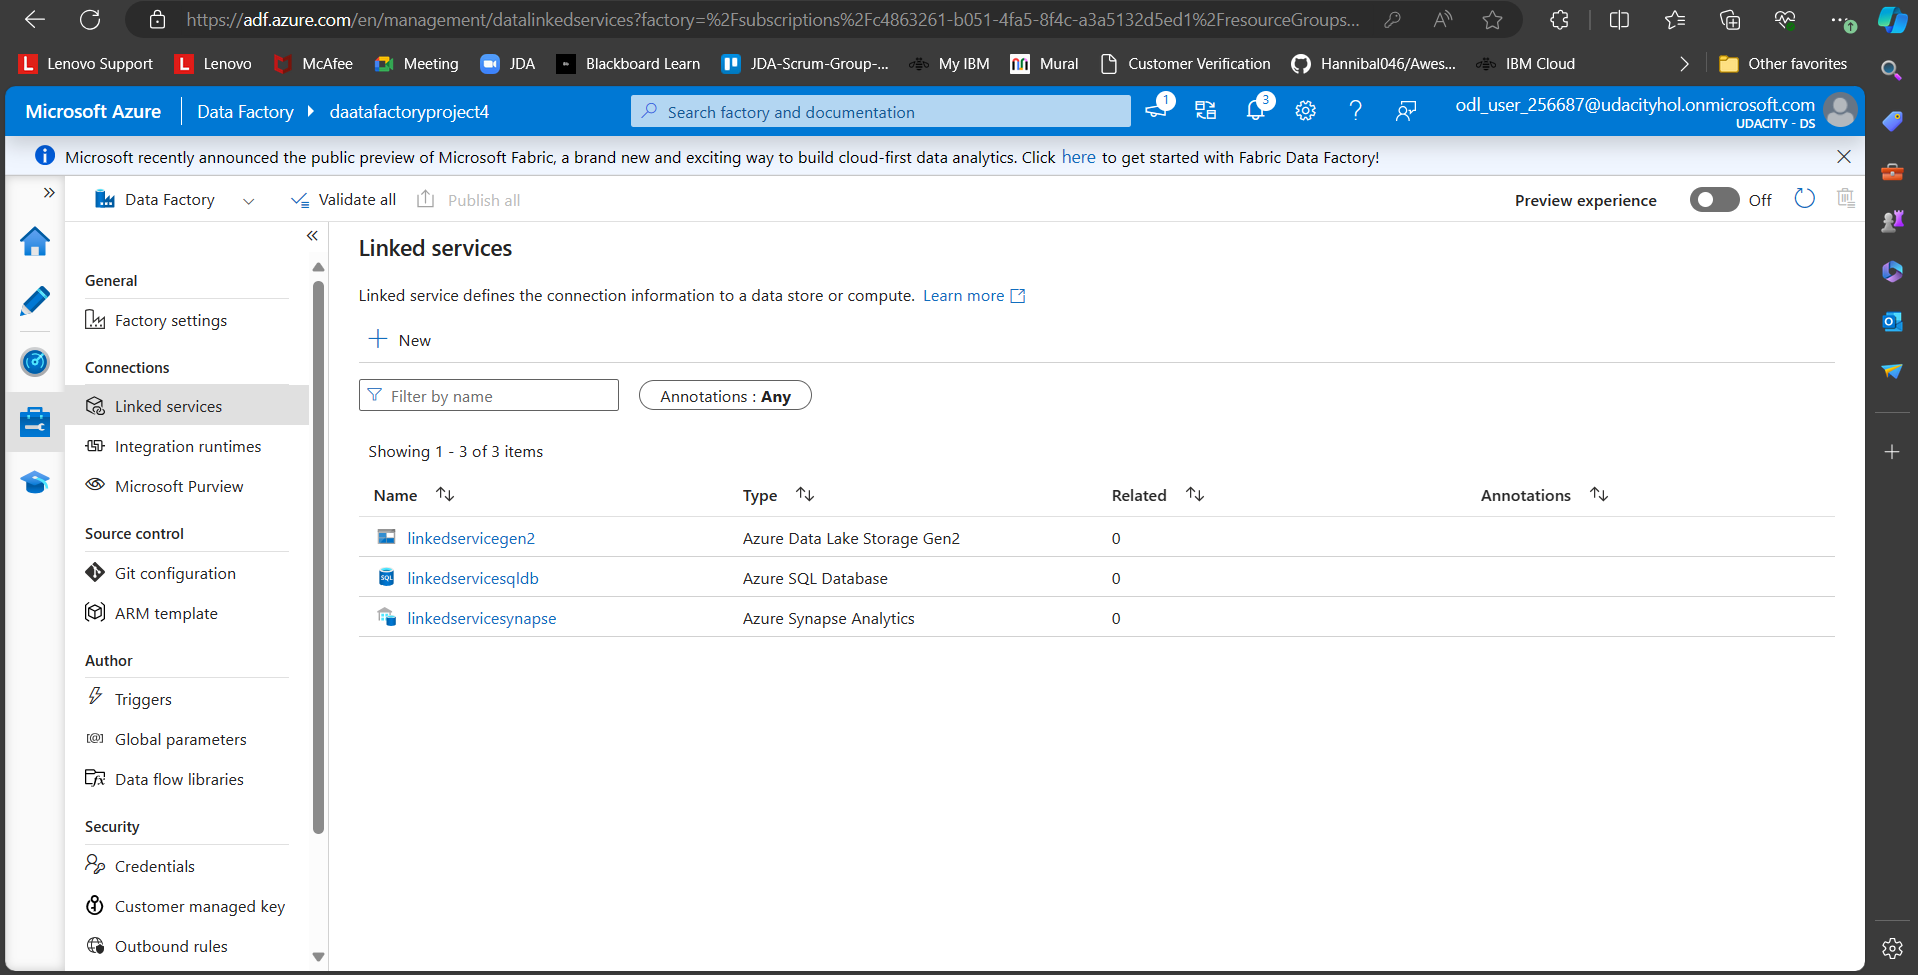 https://adf.azure.com/en/management/datalinkedservices?factory=%2Fsubscriptions%2Fc4863261-b051-4fa5-8f4c-a3a5132d5ed1%2FresourceGroups...
Lenovo Support
Lenovo
McAfee
Meeting
JDA
Blackboard Learn
JDA-Scrum-Group-...
My IBM
Mural
Customer Verification
Hannibal046/Awes...
IBM Cloud
Other favorites
Microsoft Azure
Data Factory
daatafactoryproject4
Search factory and documentation
1
3
odl_user_256687@udacityhol.onmicrosoft.com
UDACITY - DS
Microsoft recently announced the public preview of Microsoft Fabric, a brand new and exciting way to build cloud-first data analytics. Click here to get started with Fabric Data Factory!
Data Factory
Validate all
Publish all
Preview experience
Off
General
Factory settings
Connections
Linked services
Integration runtimes
Microsoft Purview
Source control
Git configuration
ARM template
Author
Triggers
Global parameters
Data flow libraries
Security
Credentials
Customer managed key
Outbound rules
Linked services
Linked service defines the connection information to a data store or compute. Learn more
New
Filter by name
Annotations : Any
Showing 1 - 3 of 3 items
Name Type Related Annotations
linkedservicegen2 Azure Data Lake Storage Gen2 0
linkedservicesqldb Azure SQL Database 0
linkedservicesynapse Azure Synapse Analytics 0